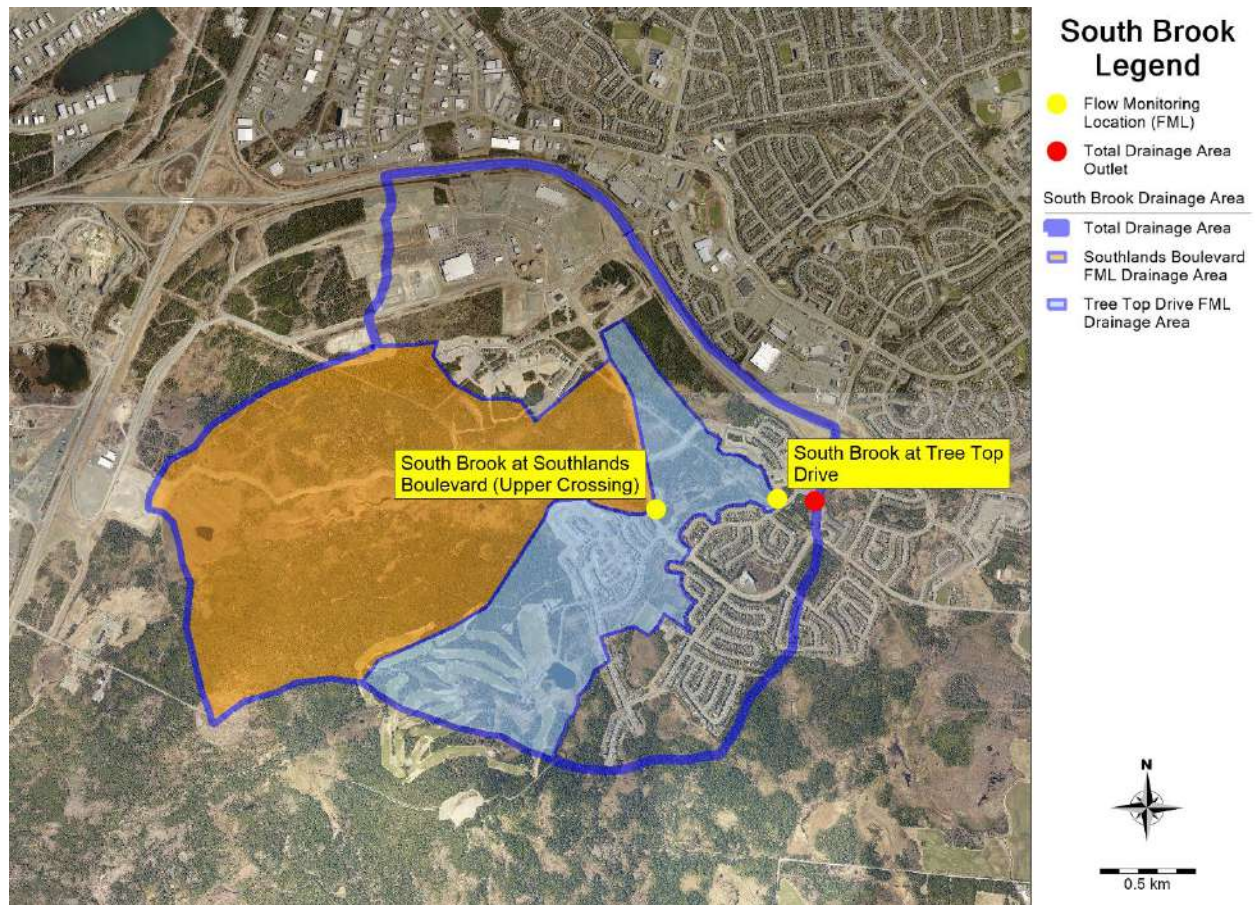 South Brook
Legend
Flow Monitoring
Location (FML)
Total Drainage Area
Outlet
South Brook Drainage Area
Total Drainage Area
Southlands Boulevard
FML Drainage Area
Tree Top Drive FML
Drainage Area
South Brook at Southlands
Boulevard (Upper Crossing)
South Brook at Tree Top
Drive
N
0.5 km